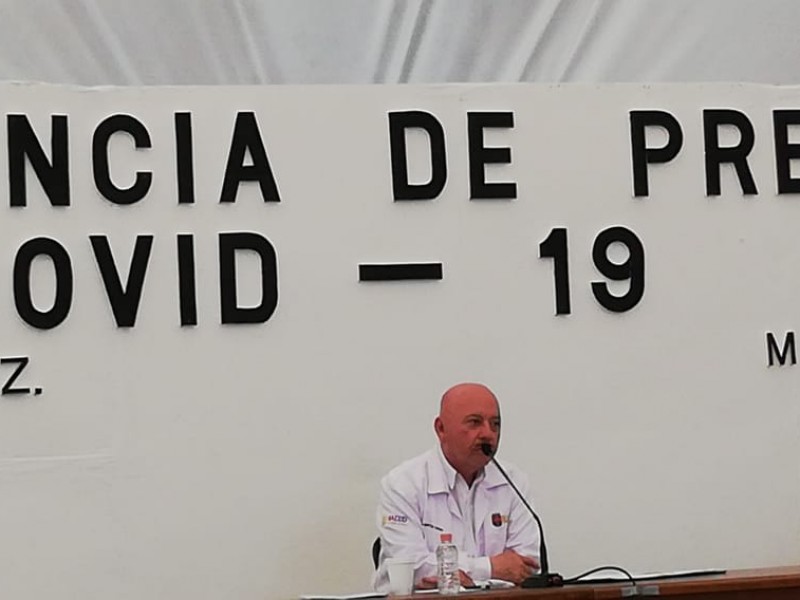 NCIA DE PRE
OVID — 19
Z. M